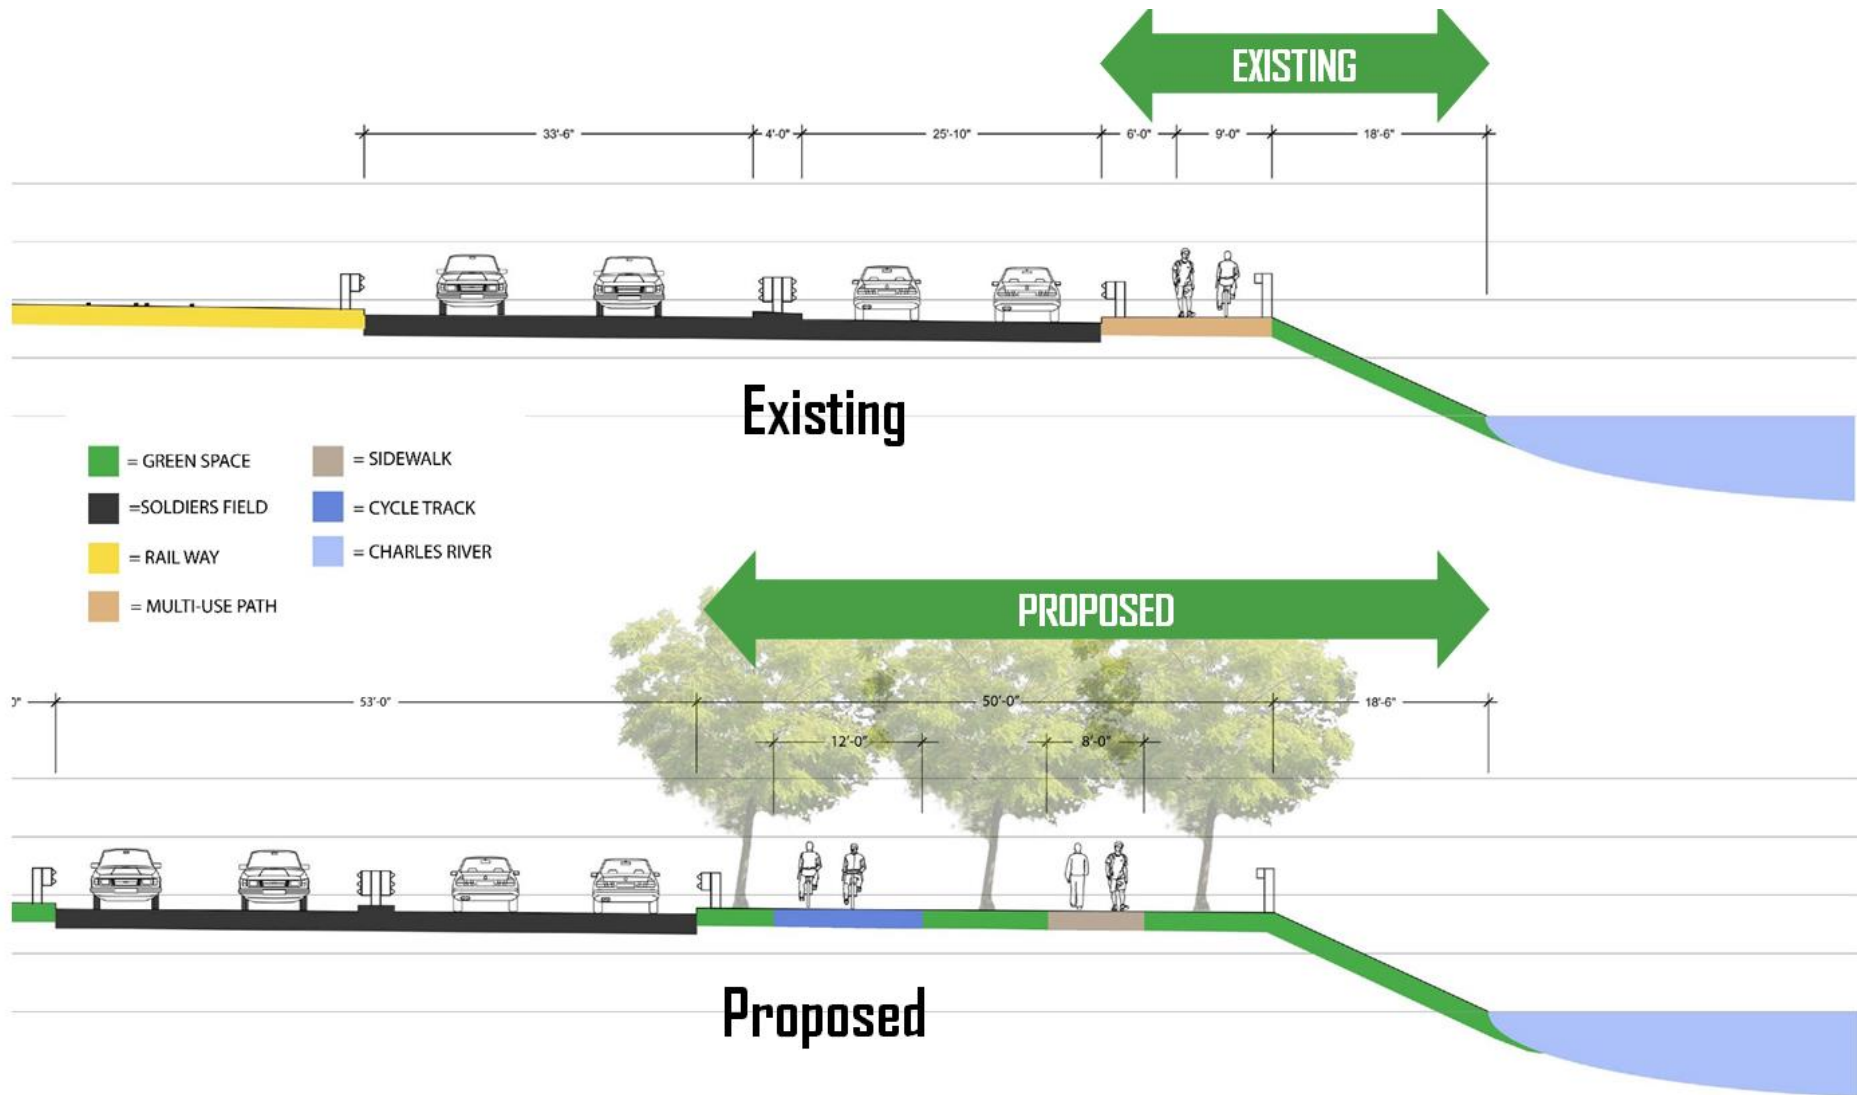 EXISTING
33'-6" 4'-0" 25'-10" 6'-0" 9'-0" 18'-6"
Existing
= GREEN SPACE
= SIDEWALK
=SOLDIERS FIELD
= CYCLE TRACK
= RAIL WAY
= CHARLES RIVER
= MULTI-USE PATH
PROPOSED
53'-0" 50'-0" 18'-6"
12'-0" 8'-0"
Proposed